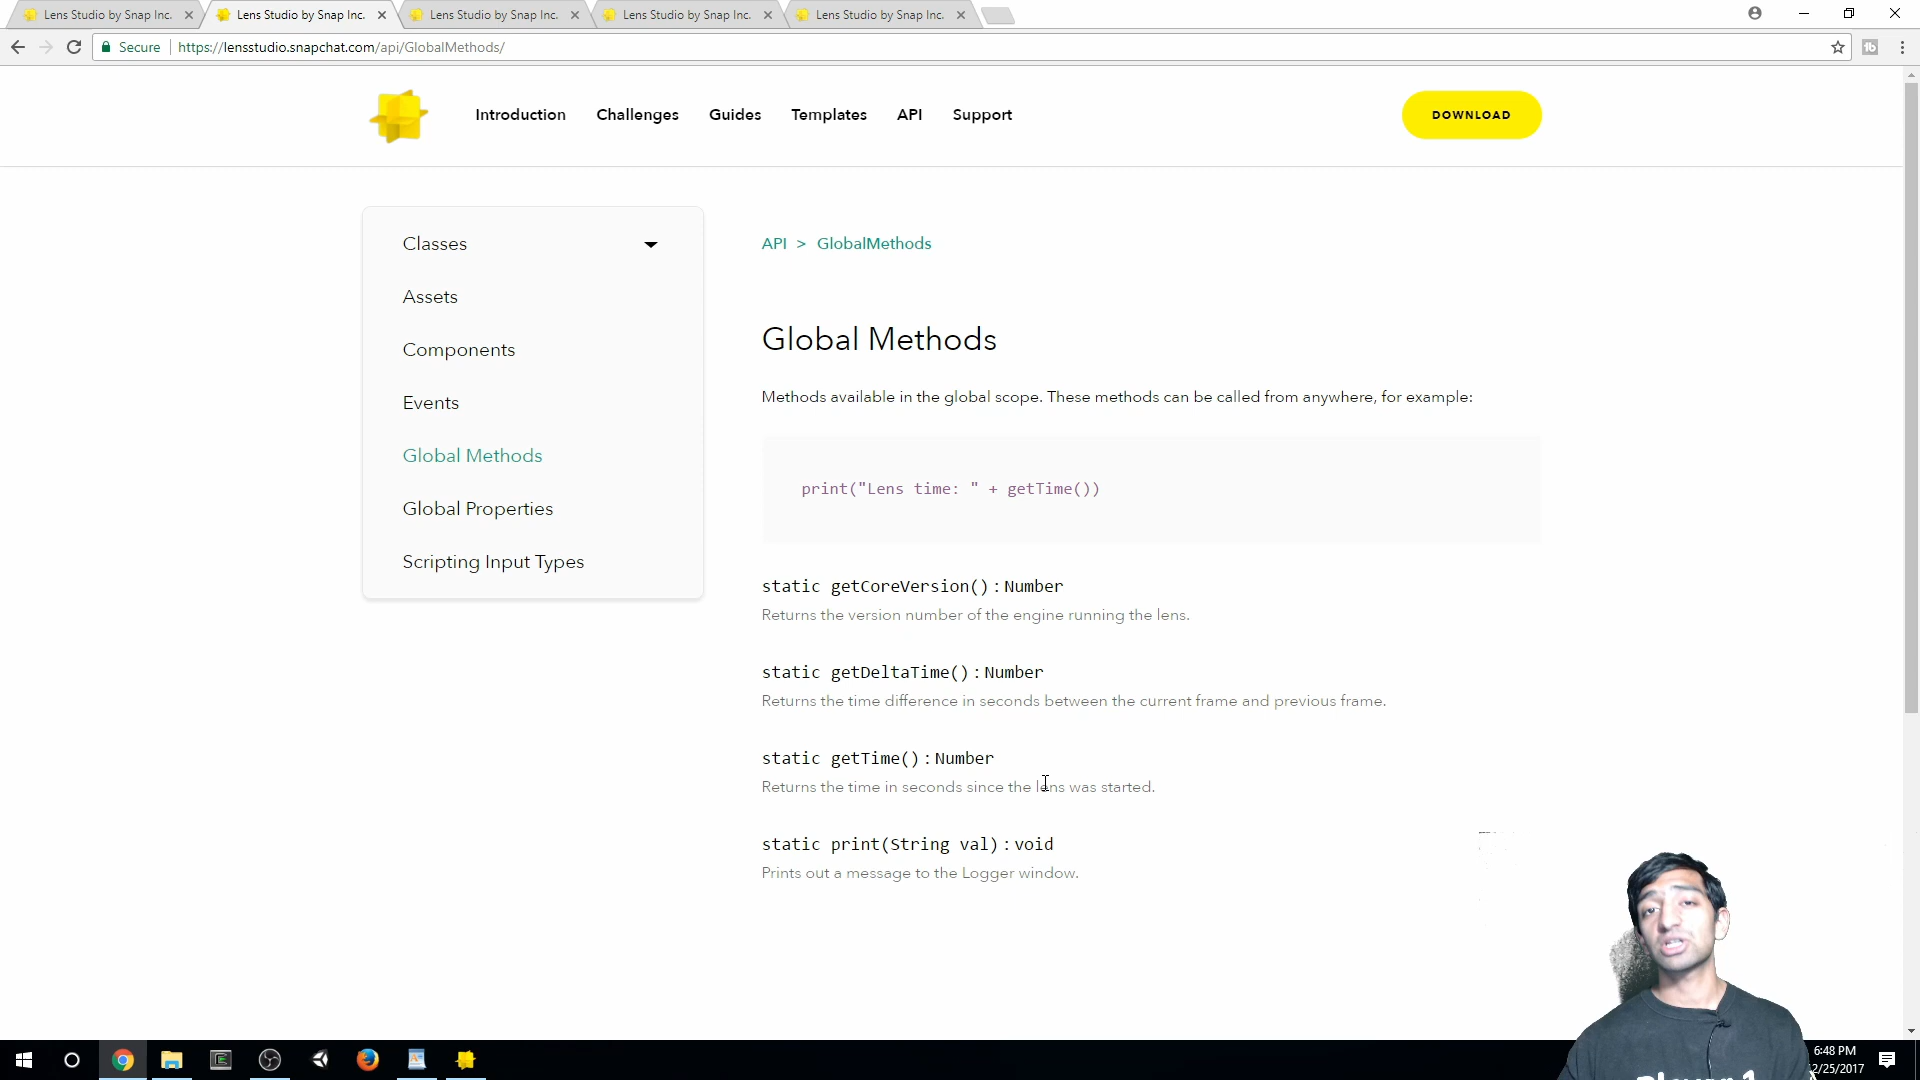 Lens Studio by Snap Inc.
Lens Studio by Snap Inc.
Lens Studio by Snap Inc.
Lens Studio by Snap Inc.
Lens Studio by Snap Inc.
Secure
https://lensstudio.snapchat.com/api/GlobalMethods/
Introduction
Challenges
Guides
Templates
API
Support
DOWNLOAD
Classes
Assets
Components
Events
Global Methods
Global Properties
Scripting Input Types
API > GlobalMethods
Global Methods
Methods available in the global scope. These methods can be called from anywhere, for example:
print("Lens time: " + getTime())
static getCoreVersion() : Number
Returns the version number of the engine running the lens.
static getDeltaTime() : Number
Returns the time difference in seconds between the current frame and previous frame.
static getTime() : Number
Returns the time in seconds since the lens was started.
static print(String val) : void
Prints out a message to the Logger window.
6:48 PM
2/25/2017